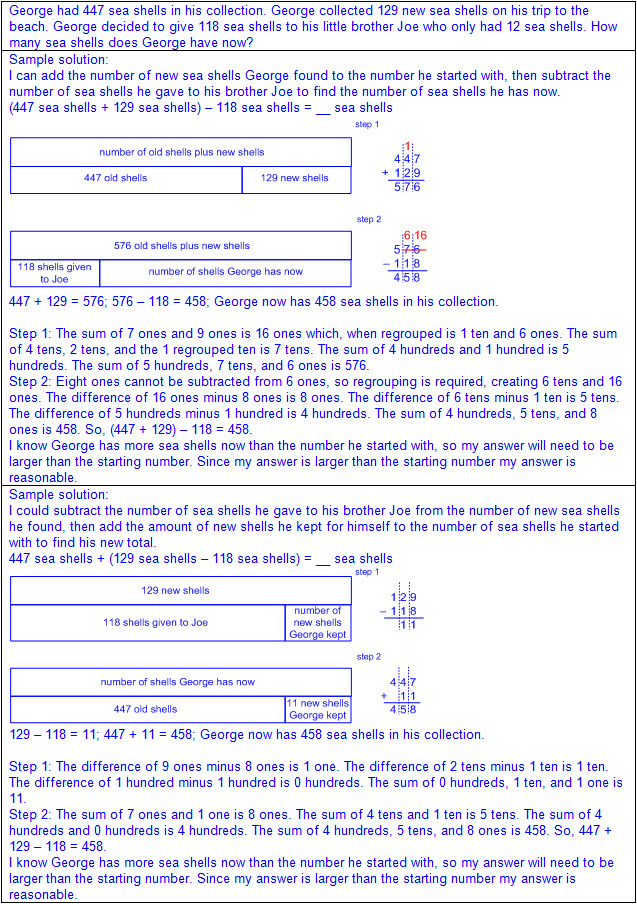 George had 447 sea shells in his collection. George collected 129 new sea shells on his trip to the
beach. George decided to give 118 sea shells to his little brother Joe who only had 12 sea shells. How
many sea shells does George have now?
Sample solution:
I can add the number of new sea shells George found to the number he started with, then subtract the
number of sea shells he gave to his brother Joe to find the number of sea shells he has now.
(447 sea shells + 129 sea shells) – 118 sea shells = __ sea shells
step 1
number of old shells plus new shells
447 old shells
129 new shells
1
447
+ 129
576
step 2
576 old shells plus new shells
118 shells given
to Joe
number of shells George has now
6 16
576
– 118
458
447 + 129 = 576; 576 – 118 = 458; George now has 458 sea shells in his collection.
Step 1: The sum of 7 ones and 9 ones is 16 ones which, when regrouped is 1 ten and 6 ones. The sum
of 4 tens, 2 tens, and the 1 regrouped ten is 7 tens. The sum of 4 hundreds and 1 hundred is 5
hundreds. The sum of 5 hundreds, 7 tens, and 6 ones is 576.
Step 2: Eight ones cannot be subtracted from 6 ones, so regrouping is required, creating 6 tens and 16
ones. The difference of 16 ones minus 8 ones is 8 ones. The difference of 6 tens minus 1 ten is 5 tens.
The difference of 5 hundreds minus 1 hundred is 4 hundreds. The sum of 4 hundreds, 5 tens, and 8
ones is 458. So, (447 + 129) – 118 = 458.
I know George has more sea shells now than the number he started with, so my answer will need to be
larger than the starting number. Since my answer is larger than the starting number my answer is
reasonable.
Sample solution:
I could subtract the number of sea shells he gave to his brother Joe from the number of new sea shells
he found, then add the amount of new shells he kept for himself to the number of sea shells he started
with to find his new total.
447 sea shells + (129 sea shells – 118 sea shells) = __ sea shells
step 1
129 new shells
118 shells given to Joe
number of
new shells
George kept
129
– 118
11
step 2
number of shells George has now
447 old shells
11 new shells
George kept
447
+ 11
458
129 – 118 = 11; 447 + 11 = 458; George now has 458 sea shells in his collection.
Step 1: The difference of 9 ones minus 8 ones is 1 one. The difference of 2 tens minus 1 ten is 1 ten.
The difference of 1 hundred minus 1 hundred is 0 hundreds. The sum of 0 hundreds, 1 ten, and 1 one is
11.
Step 2: The sum of 7 ones and 1 one is 8 ones. The sum of 4 tens and 1 ten is 5 tens. The sum of 4
hundreds and 0 hundreds is 4 hundreds. The sum of 4 hundreds, 5 tens, and 8 ones is 458. So, 447 +
129 – 118 = 458.
I know George has more sea shells now than the number he started with, so my answer will need to be
larger than the starting number. Since my answer is larger than the starting number my answer is
reasonable.